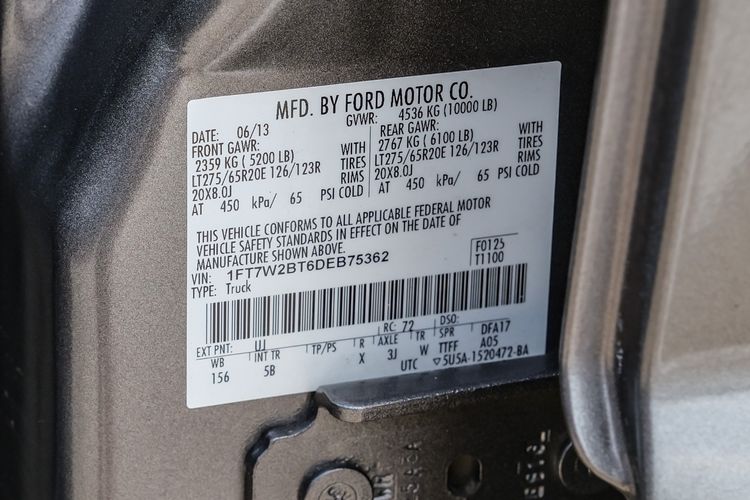 MFD. BY FORD MOTOR CO.
DATE: 06/13 GVWR: 4536 KG (10000 LB)
FRONT GAWR: REAR GAWR:
2359 KG ( 5200 LB) WITH 2767 KG ( 6100 LB) WITH
LT275/65R20E 126/123R TIRES LT275/65R20E 126/123R TIRES
20X8.0J RIMS 20X8.0J RIMS
AT 450 kPa/ 65 PSI COLD AT 450 kPa/ 65 PSI COLD
THIS VEHICLE CONFORMS TO ALL APPLICABLE FEDERAL MOTOR
VEHICLE SAFETY STANDARDS IN EFFECT ON THE DATE OF
MANUFACTURE SHOWN ABOVE.
VIN: 1FT7W2BT6DEB75362 F0125
TYPE: Truck T1100
EXT PNT: UJ RC: 72 DSO:
WB INT TR TP/PS R AXLE TR SPR DFA17
156 5B X 3J W TTFF A05
UTC ▽5U5A-1520472-BA